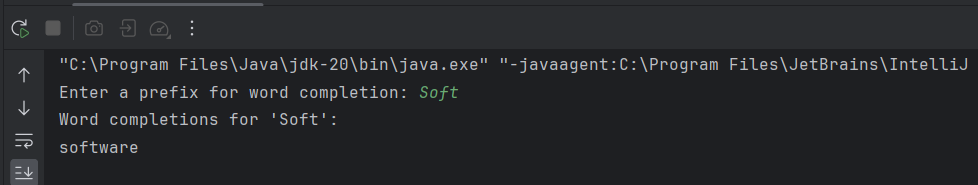 "C:\Program Files\Java\jdk-20\bin\java.exe" "-javaagent:C:\Program Files\JetBrains\IntelliJ
Enter a prefix for word completion: Soft
Word completions for 'Soft':
software